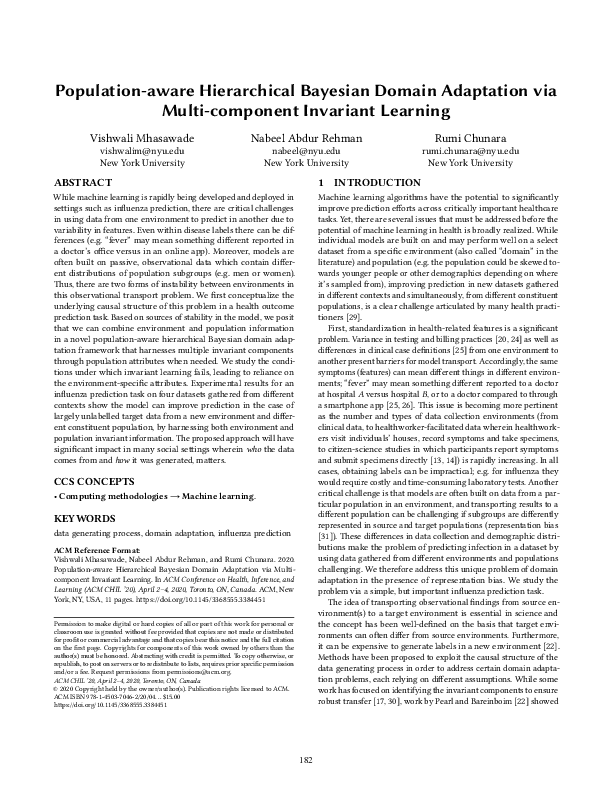 Population-aware Hierarchical Bayesian Domain Adaptation via
Multi-component Invariant Learning
Vishwali Mhasawade
vishwalim@nyu.edu
New York University
Nabeel Abdur Rehman
nabeel@nyu.edu
New York University
Rumi Chunara
rumi.chunara@nyu.edu
New York University
ABSTRACT
While machine learning is rapidly being developed and deployed in
settings such as influenza prediction, there are critical challenges
in using data from one environment to predict in another due to
variability in features. Even within disease labels there can be dif-
ferences (e.g. "fever" may mean something different reported in
a doctor's office versus in an online app). Moreover, models are
often built on passive, observational data which contain differ-
ent distributions of population subgroups (e.g. men or women).
Thus, there are two forms of instability between environments in
this observational transport problem. We first conceptualize the
underlying causal structure of this problem in a health outcome
prediction task. Based on sources of stability in the model, we posit
that we can combine environment and population information
in a novel population-aware hierarchical Bayesian domain adap-
tation framework that harnesses multiple invariant components
through population attributes when needed. We study the condi-
tions under which invariant learning fails, leading to reliance on
the environment-specific attributes. Experimental results for an
influenza prediction task on four datasets gathered from different
contexts show the model can improve prediction in the case of
largely unlabelled target data from a new environment and differ-
ent constituent population, by harnessing both environment and
population invariant information. The proposed approach will have
significant impact in many social settings wherein who the data
comes from and how it was generated, matters.
CCS CONCEPTS
• Computing methodologies → Machine learning.
KEYWORDS
data generating process, domain adaptation, influenza prediction
ACM Reference Format:
Vishwali Mhasawade, Nabeel Abdur Rehman, and Rumi Chunara. 2020.
Population-aware Hierarchical Bayesian Domain Adaptation via Multi-
component Invariant Learning. In ACM Conference on Health, Inference, and
Learning (ACM CHIL '20), April 2–4, 2020, Toronto, ON, Canada. ACM, New
York, NY, USA, 11 pages. https://doi.org/10.1145/3368555.3384451
Permission to make digital or hard copies of all or part of this work for personal or
classroom use is granted without fee provided that copies are not made or distributed
for profit or commercial advantage and that copies bear this notice and the full citation
on the first page. Copyrights for components of this work owned by others than the
author(s) must be honored. Abstracting with credit is permitted. To copy otherwise, or
republish, to post on servers or to redistribute to lists, requires prior specific permission
and/or a fee. Request permissions from permissions@acm.org.
ACM CHIL '20, April 2–4, 2020, Toronto, ON, Canada
© 2020 Copyright held by the owner/author(s). Publication rights licensed to ACM.
ACM ISBN 978-1-4503-7046-2/20/04...$15.00
https://doi.org/10.1145/3368555.3384451
1 INTRODUCTION
Machine learning algorithms have the potential to significantly
improve prediction efforts across critically important healthcare
tasks. Yet, there are several issues that must be addressed before the
potential of machine learning in health is broadly realized. While
individual models are built on and may perform well on a select
dataset from a specific environment (also called "domain" in the
literature) and population (e.g. the population could be skewed to-
wards younger people or other demographics depending on where
it's sampled from), improving prediction in new datasets gathered
in different contexts and simultaneously, from different constituent
populations, is a clear challenge articulated by many health practi-
tioners [29].
First, standardization in health-related features is a significant
problem. Variance in testing and billing practices [20, 24] as well as
differences in clinical case definitions [25] from one environment to
another present barriers for model transport. Accordingly, the same
symptoms (features) can mean different things in different environ-
ments; "fever" may mean something different reported to a doctor
at hospital A versus hospital B, or to a doctor compared to through
a smartphone app [25, 26]. This issue is becoming more pertinent
as the number and types of data collection environments (from
clinical data, to healthworker-facilitated data wherein healthwork-
ers visit individuals' houses, record symptoms and take specimens,
to citizen-science studies in which participants report symptoms
and submit specimens directly [13, 14]) is rapidly increasing. In all
cases, obtaining labels can be impractical; e.g. for influenza they
would require costly and time-consuming laboratory tests. Another
critical challenge is that models are often built on data from a par-
ticular population in an environment, and transporting results to a
different population can be challenging if subgroups are differently
represented in source and target populations (representation bias
[31]). These differences in data collection and demographic distri-
butions make the problem of predicting infection in a dataset by
using data gathered from different environments and populations
challenging. We therefore address this unique problem of domain
adaptation in the presence of representation bias. We study the
problem via a simple, but important influenza prediction task.
The idea of transporting observational findings from source en-
vironment(s) to a target environment is essential in science and
the concept has been well-defined on the basis that target envi-
ronments can often differ from source environments. Furthermore,
it can be expensive to generate labels in a new environment [22].
Methods have been proposed to exploit the causal structure of the
data generating process in order to address certain domain adapta-
tion problems, each relying on different assumptions. While some
work has focused on identifying the invariant components to ensure
robust transfer [17, 30], work by Pearl and Bareinboim [22] showed
182